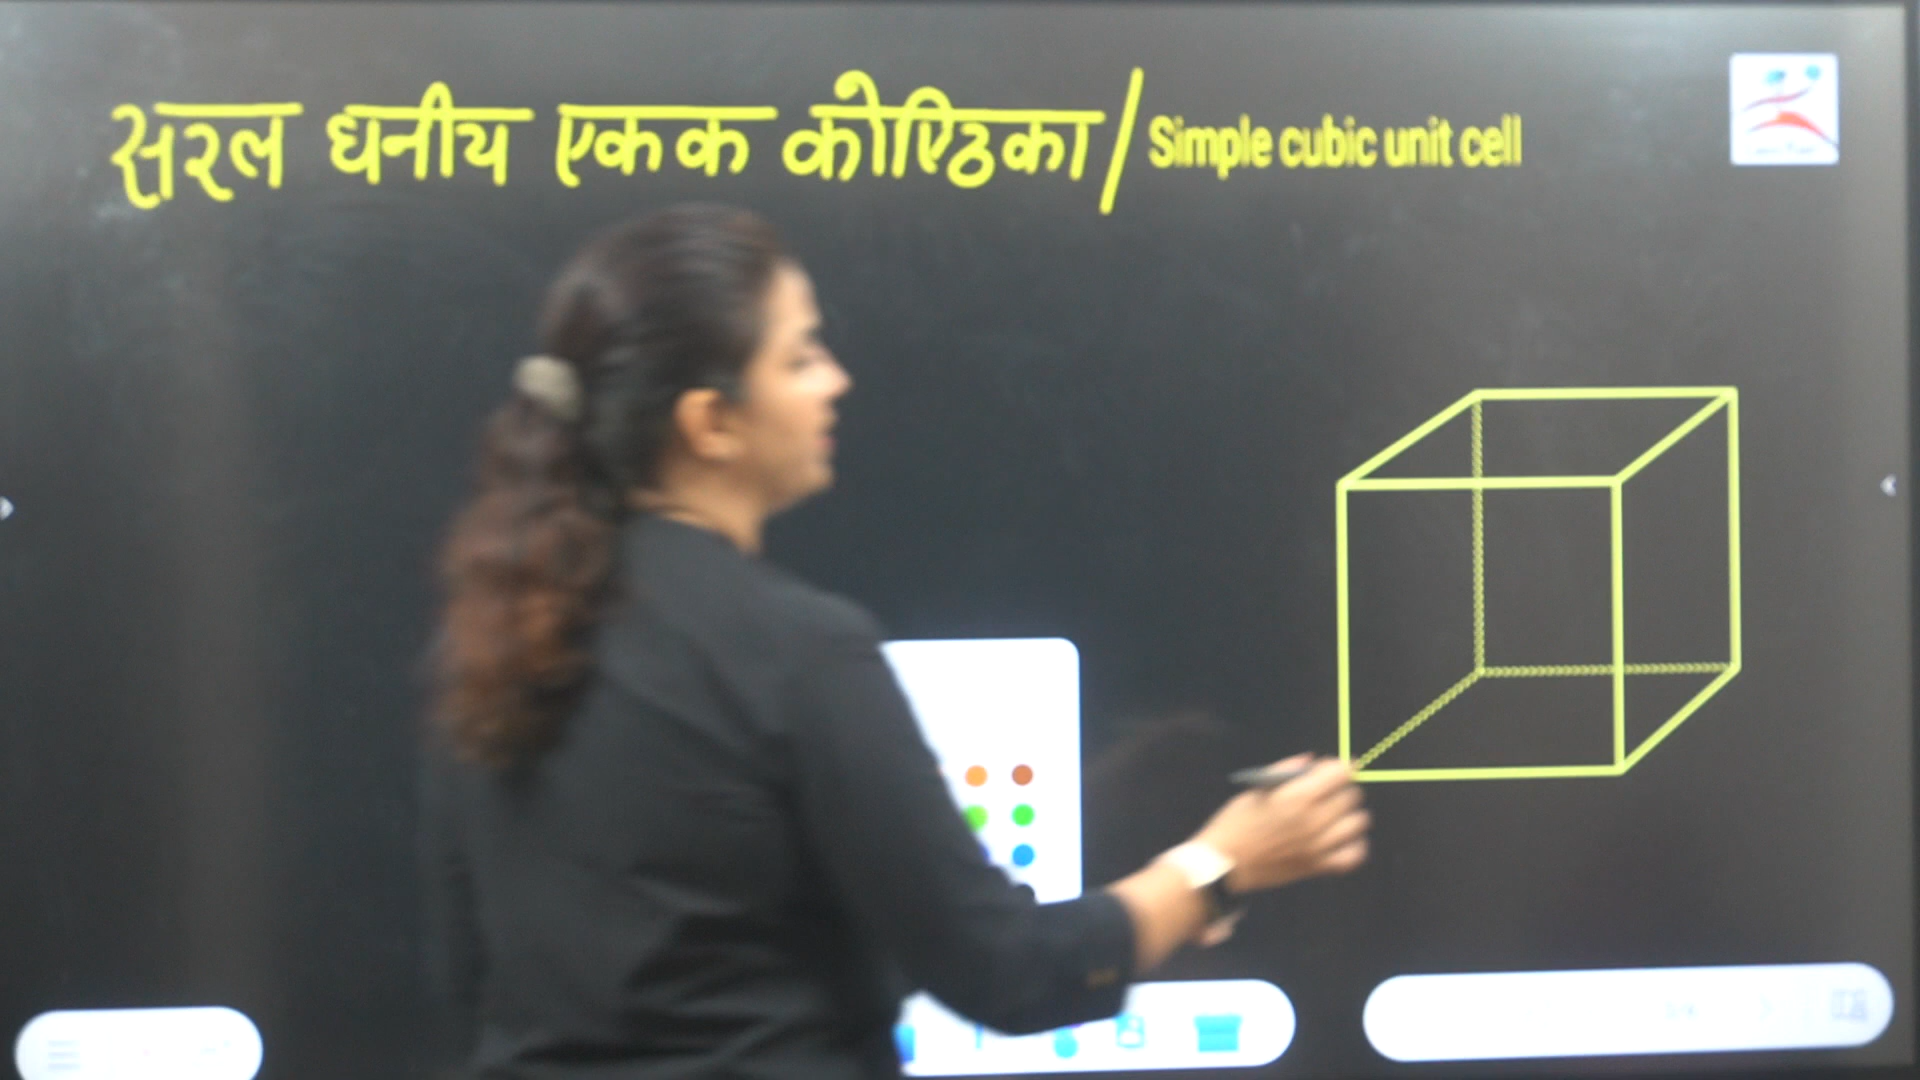 सरल घनीय एकक कोष्ठिका / Simple cubic unit cell